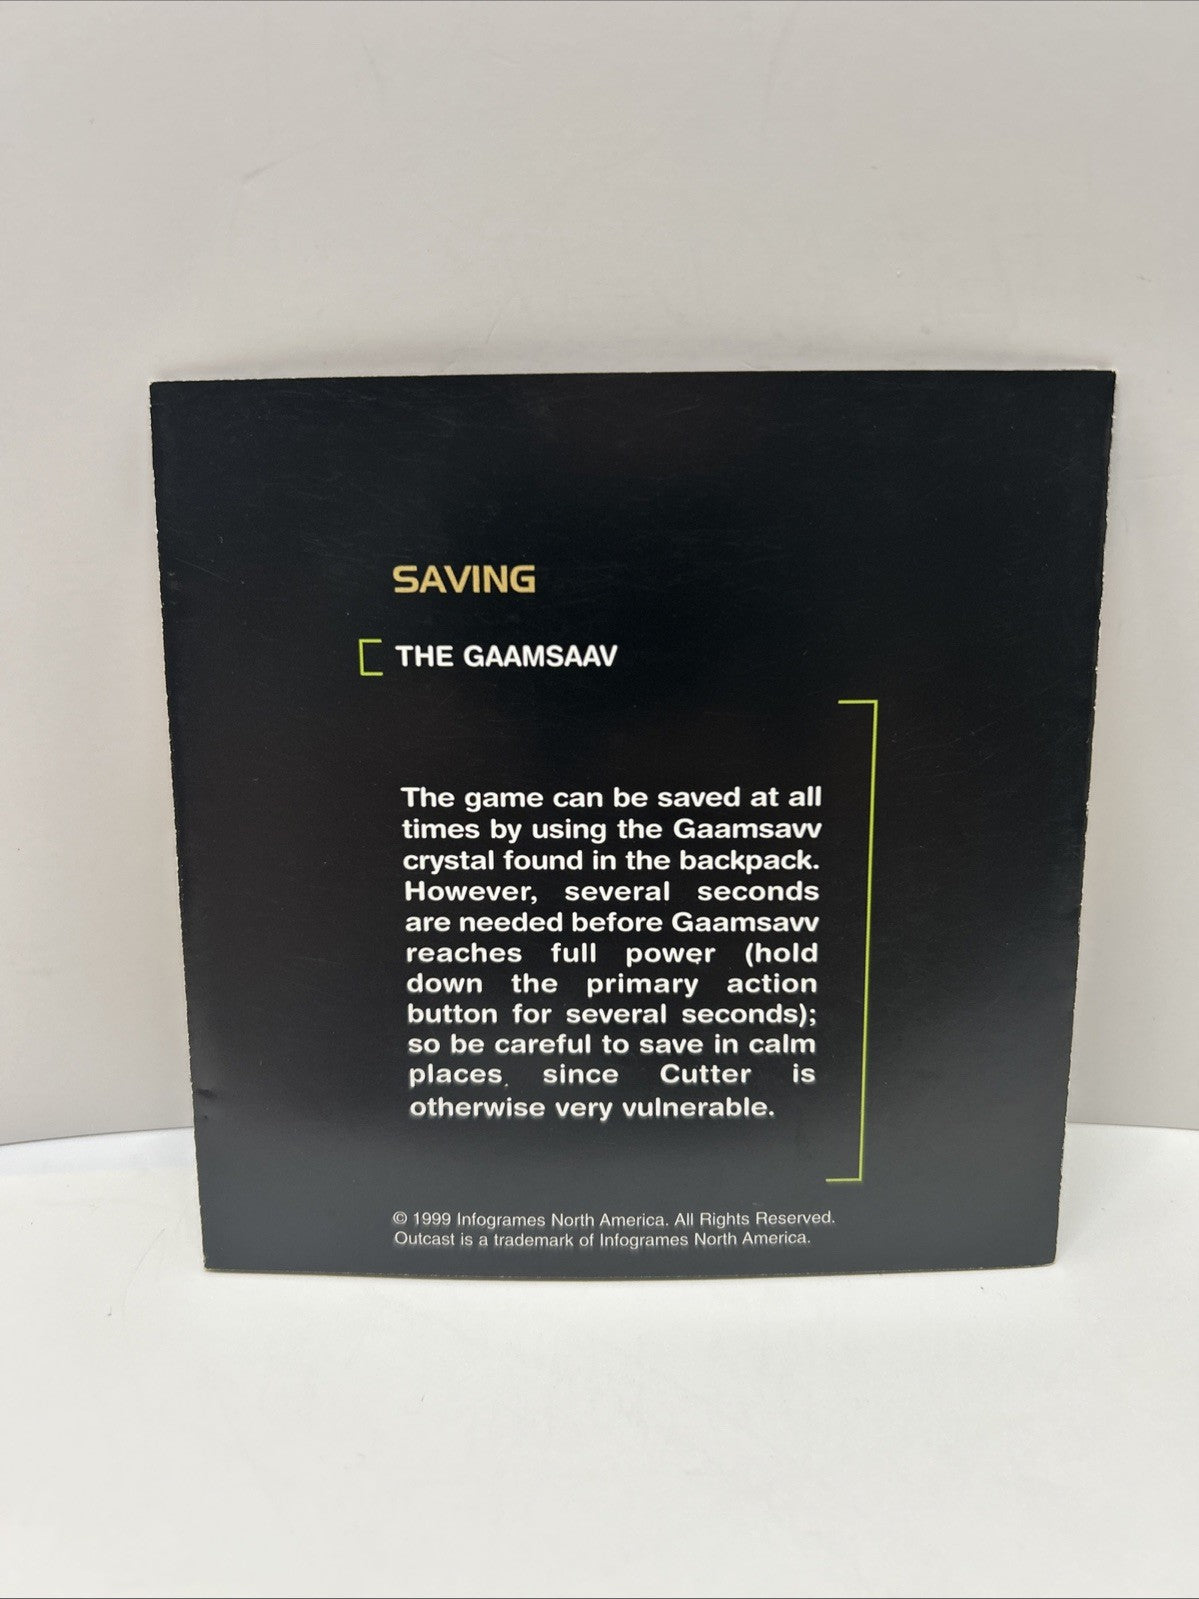 SAVING
THE GAAMSAAV
The game can be saved at all
times by using the Gaamsavv
crystal found in the backpack.
However, several seconds
are needed before Gaamsavv
reaches full power (hold
down the primary action
button for several seconds);
so be careful to save in calm
places, since Cutter is
otherwise very vulnerable.
© 1999 Infogrames North America. All Rights Reserved.
Outcast is a trademark of Infogrames North America.